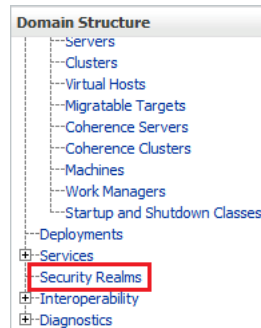 Domain Structure
Servers
Clusters
Virtual Hosts
Migratable Targets
Coherence Servers
Coherence Clusters
Machines
Work Managers
Startup and Shutdown Classes
Deployments
Services
Security Realms
Interoperability
Diagnostics